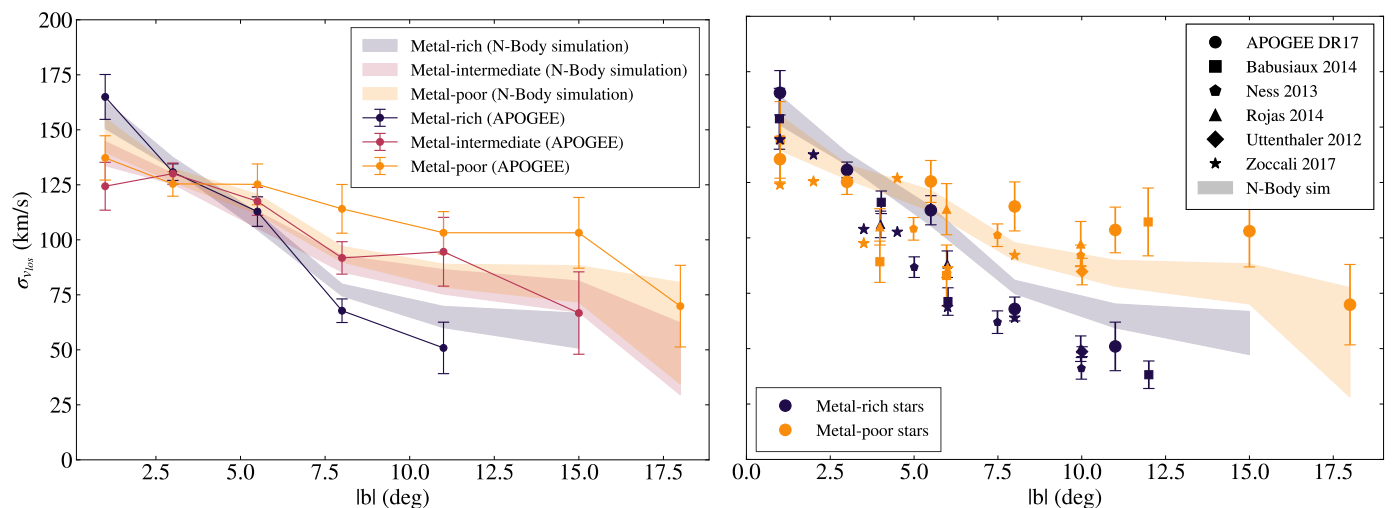 200
175
150
125
100
75
50
25
0
σ_{v_{los}} (km/s)
Metal-rich (N-Body simulation)
Metal-intermediate (N-Body simulation)
Metal-poor (N-Body simulation)
Metal-rich (APOGEE)
Metal-intermediate (APOGEE)
Metal-poor (APOGEE)
2.5 5.0 7.5 10.0 12.5 15.0 17.5
|b| (deg)
APOGEE DR17
Babusiaux 2014
Ness 2013
Rojas 2014
Uttenthaler 2012
Zoccali 2017
N-Body sim
Metal-rich stars
Metal-poor stars
0.0 2.5 5.0 7.5 10.0 12.5 15.0 17.5
|b| (deg)